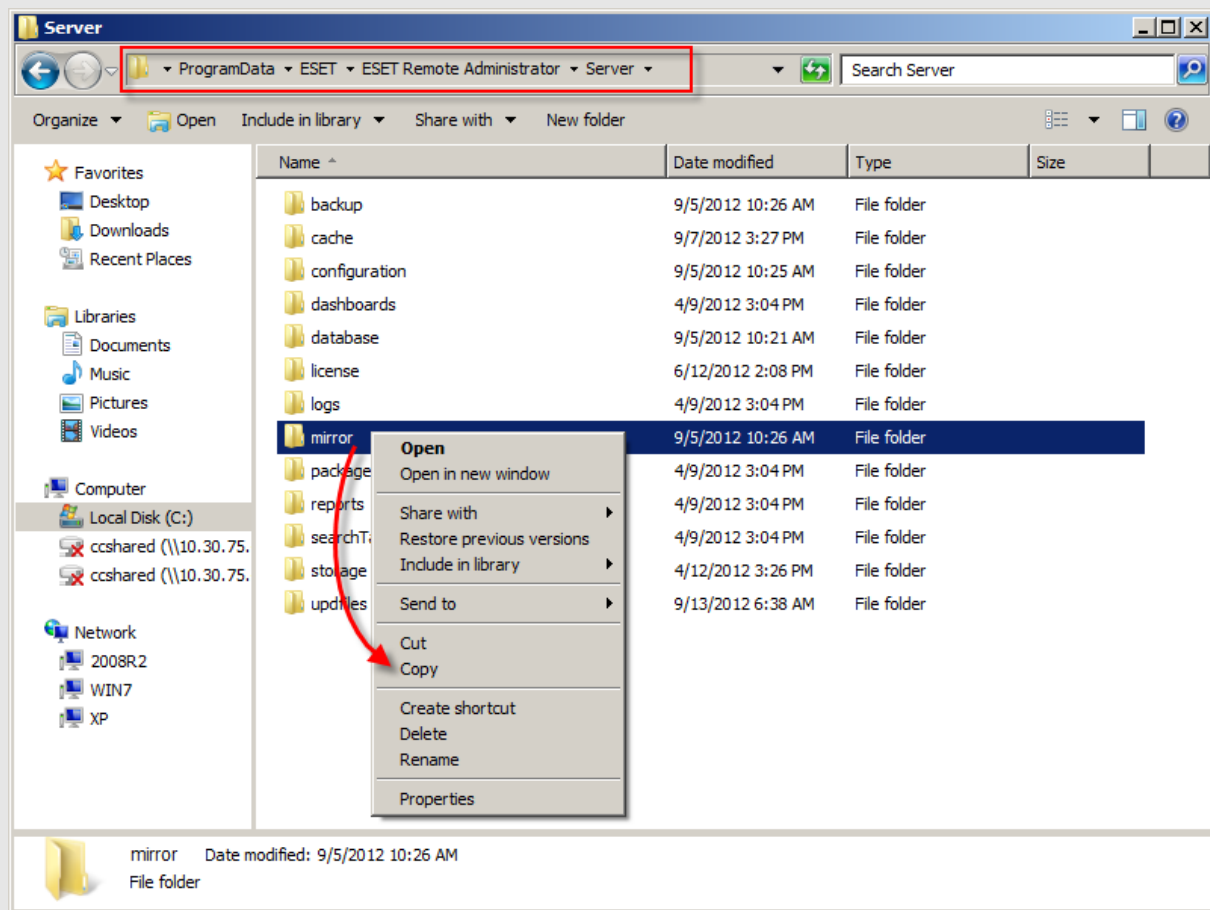 Server
ProgramData ESET ESET Remote Administrator Server
Search Server
Organize Open Include in library Share with New folder
Favorites
Desktop
Downloads
Recent Places
Libraries
Documents
Music
Pictures
Videos
Computer
Local Disk (C:)
ccshared (\\10.30.75.
ccshared (\\10.30.75.
Network
2008R2
WIN7
XP
Name Date modified Type Size
backup 9/5/2012 10:26 AM File folder
cache 9/7/2012 3:27 PM File folder
configuration 9/5/2012 10:25 AM File folder
dashboards 4/9/2012 3:04 PM File folder
database 9/5/2012 10:21 AM File folder
license 6/12/2012 2:08 PM File folder
logs 4/9/2012 3:04 PM File folder
mirror 9/5/2012 10:26 AM File folder
package 4/9/2012 3:04 PM File folder
reports 4/9/2012 3:04 PM File folder
searchTa 4/9/2012 3:04 PM File folder
storage 4/12/2012 3:26 PM File folder
updfiles 9/13/2012 6:38 AM File folder
Open
Open in new window
Share with
Restore previous versions
Include in library
Send to
Cut
Copy
Create shortcut
Delete
Rename
Properties
mirror Date modified: 9/5/2012 10:26 AM
File folder